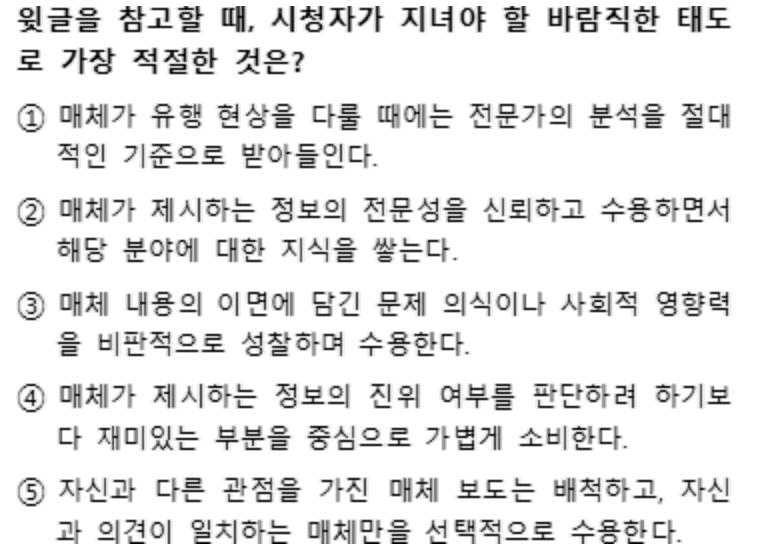 윗글을 참고할 때, 시청자가 지녀야 할 바람직한 태도
로 가장 적절한 것은?
① 매체가 유행 현상을 다룰 때에는 전문가의 분석을 절대
적인 기준으로 받아들인다.
② 매체가 제시하는 정보의 전문성을 신뢰하고 수용하면서
해당 분야에 대한 지식을 쌓는다.
③ 매체 내용의 이면에 담긴 문제 의식이나 사회적 영향력
을 비판적으로 성찰하며 수용한다.
④ 매체가 제시하는 정보의 진위 여부를 판단하려 하기보
다 재미있는 부분을 중심으로 가볍게 소비한다.
⑤ 자신과 다른 관점을 가진 매체 보도는 배척하고, 자신
과 의견이 일치하는 매체만을 선택적으로 수용한다.